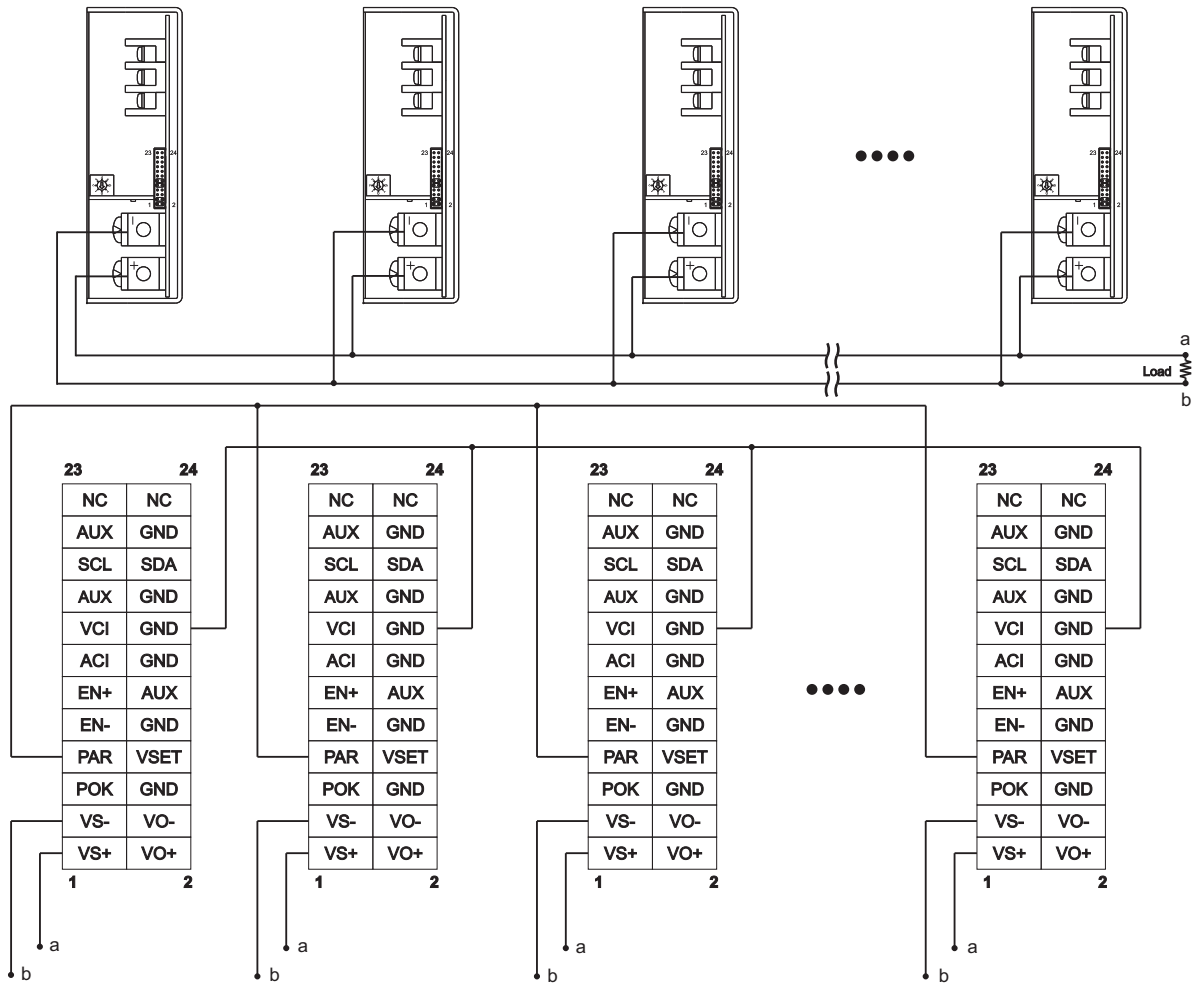 23 24 23 24 23 24 23 24
1 2 1 2 1 2 1 2
- - - -
+ + + +
a
Load
b
23 24 23 24 23 24 23 24
NC NC NC NC NC NC NC NC
AUX GND AUX GND AUX GND AUX GND
SCL SDA SCL SDA SCL SDA SCL SDA
AUX GND AUX GND AUX GND AUX GND
VCI GND VCI GND VCI GND VCI GND
ACI GND ACI GND ACI GND ACI GND
EN+ AUX EN+ AUX EN+ AUX EN+ AUX
EN- GND EN- GND EN- GND EN- GND
PAR VSET PAR VSET PAR VSET PAR VSET
POK GND POK GND POK GND POK GND
VS- VO- VS- VO- VS- VO- VS- VO-
VS+ VO+ VS+ VO+ VS+ VO+ VS+ VO+
1 2 1 2 1 2 1 2
a a a a
b b b b